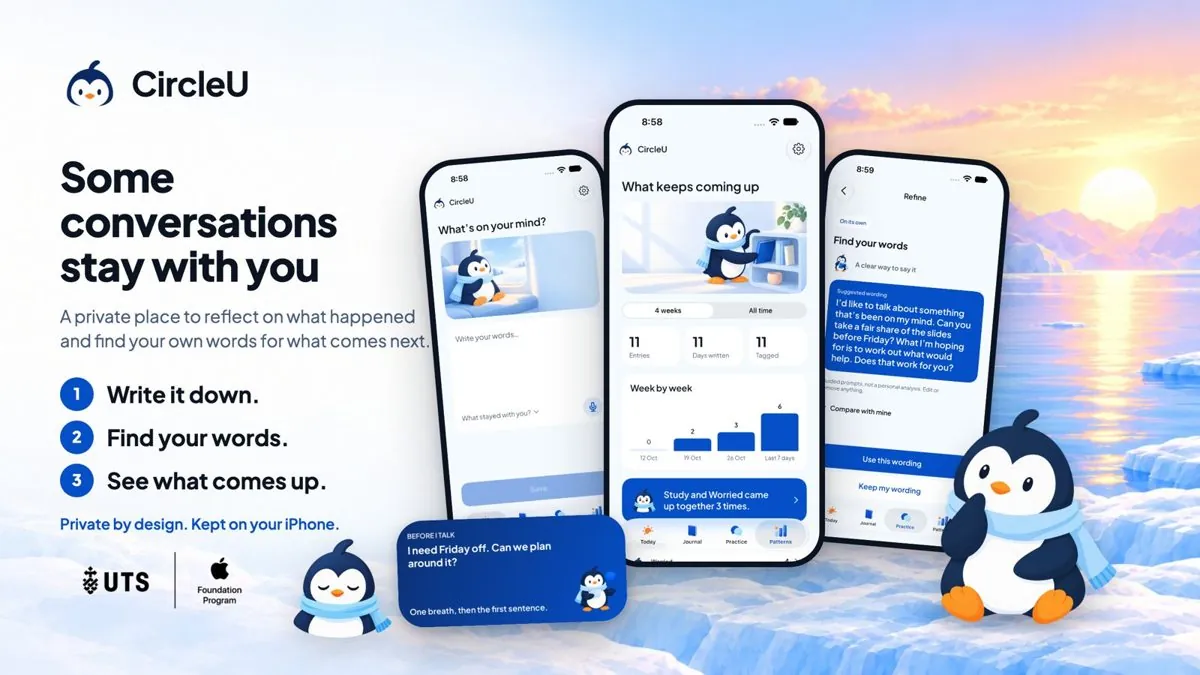 CircleU
Some
conversations
stay with you
A private place to reflect on what happened
and find your own words for what comes next.
1 Write it down.
2 Find your words.
3 See what comes up.
Private by design. Kept on your iPhone.
UTS
Foundation
Program
8:58
CircleU
What's on your mind?
Write your words...
What stayed with you?
Save
BEFORE I TALK
I need Friday off. Can we plan
around it?
One breath, then the first sentence.
8:58
CircleU
What keeps coming up
4 weeks
All time
11
Entries
11
Days written
11
Tagged
Week by week
0
2
3
6
12 Oct
19 Oct
26 Oct
Last 7 days
Study and Worried came
up together 3 times.
Today
Journal
Practice
Patterns
8:59
Refine
On its own
Find your words
A clear way to say it
Suggested wording
I'd like to talk about something
that's been on my mind. Can you
take a fair share of the slides
before Friday? What I'm hoping
for is to work out what would
help. Does that work for you?
prompts, not a personal analysis. Edit or
anything.
Compare with mine
Use this wording
Keep my wording
Today
Journal
Practice